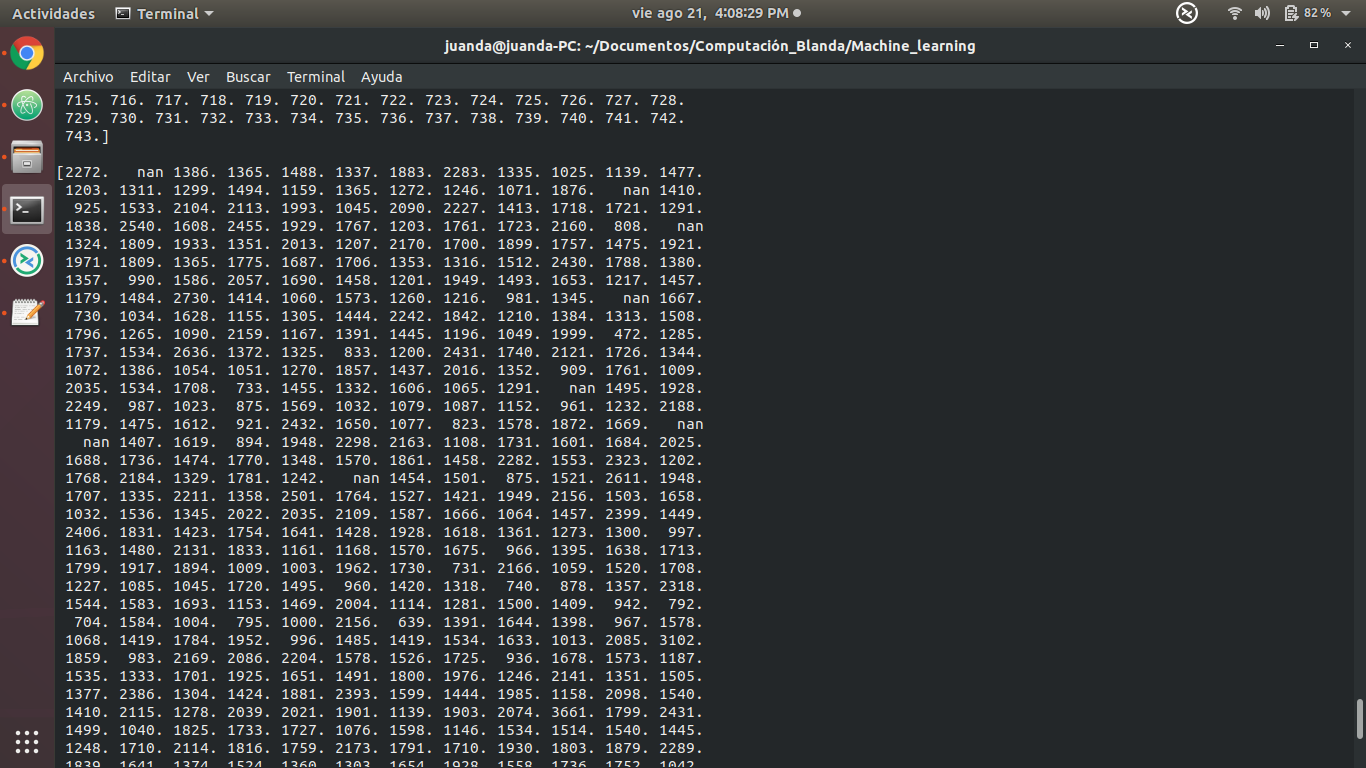 Actividades Terminal vie ago 21, 4:08:29 PM 82 %
juanda@juanda-PC: ~/Documentos/Computación_Blanda/Machine_learning
Archivo Editar Ver Buscar Terminal Ayuda
715. 716. 717. 718. 719. 720. 721. 722. 723. 724. 725. 726. 727. 728.
729. 730. 731. 732. 733. 734. 735. 736. 737. 738. 739. 740. 741. 742.
743.]
[2272. nan 1386. 1365. 1488. 1337. 1883. 2283. 1335. 1025. 1139. 1477.
1203. 1311. 1299. 1494. 1159. 1365. 1272. 1246. 1071. 1876. nan 1410.
925. 1533. 2104. 2113. 1993. 1045. 2090. 2227. 1413. 1718. 1721. 1291.
1838. 2540. 1608. 2455. 1929. 1767. 1203. 1761. 1723. 2160. 808. nan
1324. 1809. 1933. 1351. 2013. 1207. 2170. 1700. 1899. 1757. 1475. 1921.
1971. 1809. 1365. 1775. 1687. 1706. 1353. 1316. 1512. 2430. 1788. 1380.
1357. 990. 1586. 2057. 1690. 1458. 1201. 1949. 1493. 1653. 1217. 1457.
1179. 1484. 2730. 1414. 1060. 1573. 1260. 1216. 981. 1345. nan 1667.
730. 1034. 1628. 1155. 1305. 1444. 2242. 1842. 1210. 1384. 1313. 1508.
1796. 1265. 1090. 2159. 1167. 1391. 1445. 1196. 1049. 1999. 472. 1285.
1737. 1534. 2636. 1372. 1325. 833. 1200. 2431. 1740. 2121. 1726. 1344.
1072. 1386. 1054. 1051. 1270. 1857. 1437. 2016. 1352. 909. 1761. 1009.
2035. 1534. 1708. 733. 1455. 1332. 1606. 1065. 1291. nan 1495. 1928.
2249. 987. 1023. 875. 1569. 1032. 1079. 1087. 1152. 961. 1232. 2188.
1179. 1475. 1612. 921. 2432. 1650. 1077. 823. 1578. 1872. 1669. nan
nan 1407. 1619. 894. 1948. 2298. 2163. 1108. 1731. 1601. 1684. 2025.
1688. 1736. 1474. 1770. 1348. 1570. 1861. 1458. 2282. 1553. 2323. 1202.
1768. 2184. 1329. 1781. 1242. nan 1454. 1501. 875. 1521. 2611. 1948.
1707. 1335. 2211. 1358. 2501. 1764. 1527. 1421. 1949. 2156. 1503. 1658.
1032. 1536. 1345. 2022. 2035. 2109. 1587. 1666. 1064. 1457. 2399. 1449.
2406. 1831. 1423. 1754. 1641. 1428. 1928. 1618. 1361. 1273. 1300. 997.
1163. 1480. 2131. 1833. 1161. 1168. 1570. 1675. 966. 1395. 1638. 1713.
1799. 1917. 1894. 1009. 1003. 1962. 1730. 731. 2166. 1059. 1520. 1708.
1227. 1085. 1045. 1720. 1495. 960. 1420. 1318. 740. 878. 1357. 2318.
1544. 1583. 1693. 1153. 1469. 2004. 1114. 1281. 1500. 1409. 942. 792.
704. 1584. 1004. 795. 1000. 2156. 639. 1391. 1644. 1398. 967. 1578.
1068. 1419. 1784. 1952. 996. 1485. 1419. 1534. 1633. 1013. 2085. 3102.
1859. 983. 2169. 2086. 2204. 1578. 1526. 1725. 936. 1678. 1573. 1187.
1535. 1333. 1701. 1925. 1651. 1491. 1800. 1976. 1246. 2141. 1351. 1505.
1377. 2386. 1304. 1424. 1881. 2393. 1599. 1444. 1985. 1158. 2098. 1540.
1410. 2115. 1278. 2039. 2021. 1901. 1139. 1903. 2074. 3661. 1799. 2431.
1499. 1040. 1825. 1733. 1727. 1076. 1598. 1146. 1534. 1514. 1540. 1445.
1248. 1710. 2114. 1816. 1759. 2173. 1791. 1710. 1930. 1803. 1879. 2289.
1839. 1641. 1374. 1524. 1360. 1303. 1654. 1928. 1558. 1736. 1752. 1042.